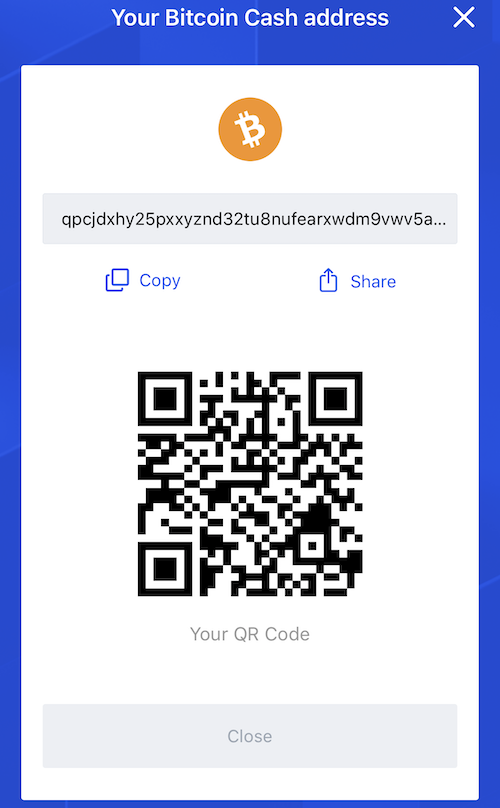 Your Bitcoin Cash address
qpcjdxhy25pxxyznd32tu8nufearxwdm9vwv5a...
Copy
Share
Your QR Code
Close